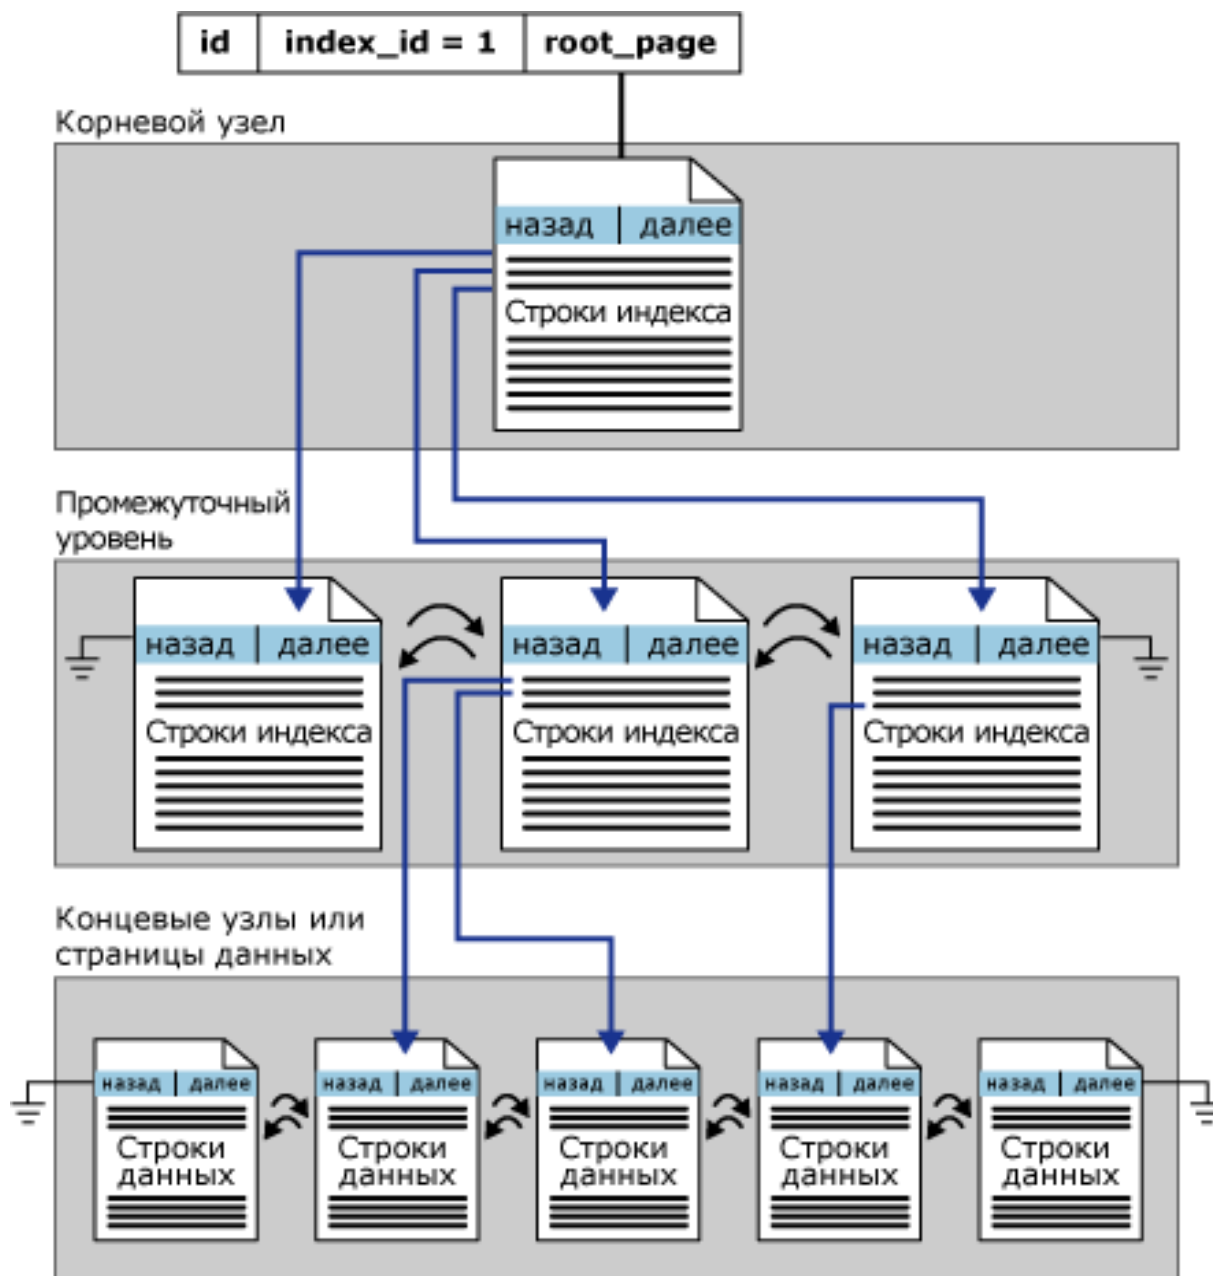 id index_id = 1 root_page
Корневой узел
назад далее
Строки индекса
Промежуточный
уровень
назад далее назад далее назад далее
Строки индекса Строки индекса Строки индекса
Концевые узлы или
страницы данных
назад далее назад далее назад далее назад далее назад далее
Строки Строки Строки Строки Строки
данных данных данных данных данных